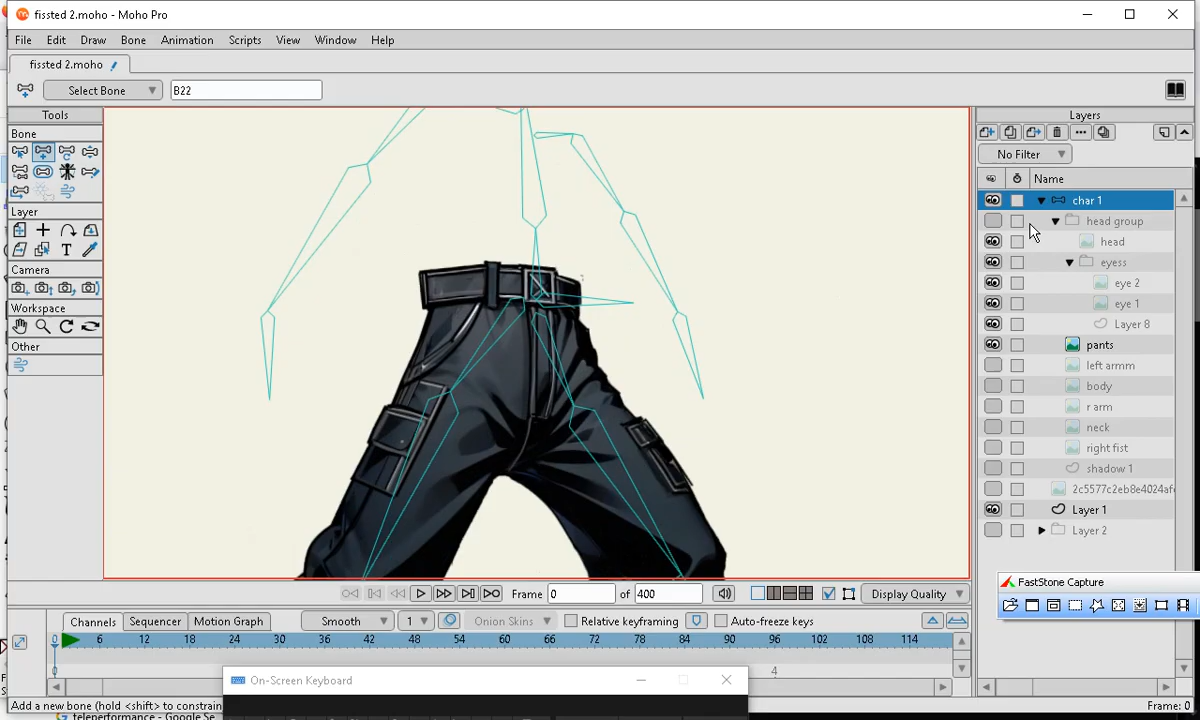 fissted 2.moho - Moho Pro
File Edit Draw Bone Animation Scripts View Window Help
fissted 2.moho
Select Bone B22
Tools
Bone
Layer
Camera
Workspace
Other
Layers
No Filter
Name
char 1
head group
head
eyess
eye 2
eye 1
Layer 8
pants
left armm
body
r arm
neck
right fist
shadow 1
2c5577c2eb8e4024af
Layer 1
Layer 2
FastStone Capture
Frame 0 of 400 Display Quality
Channels Sequencer Motion Graph Smooth 1 Onion Skins Relative keyframing Auto-freeze keys
0 6 12 18 24 30 36 42 48 54 60 66 72 78 84 90 96 102 108 114
0 4
On-Screen Keyboard
Add a new bone (hold <shift> to constrain
Frame: 0
teleperformance - Google Se